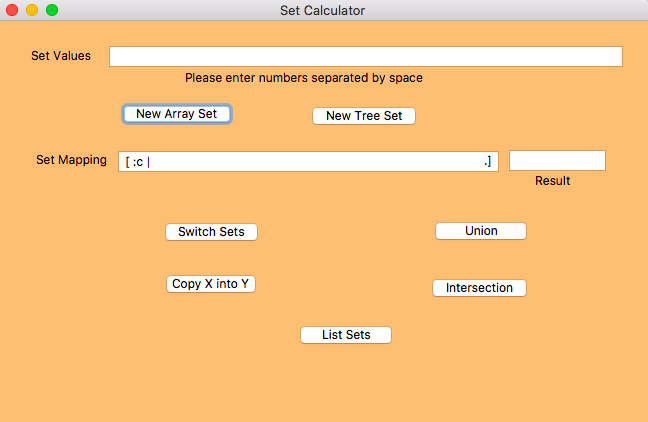 Set Calculator
Set Values
Please enter numbers separated by space
New Array Set New Tree Set
Set Mapping [ :c | .]
Result
Switch Sets Union
Copy X into Y Intersection
List Sets